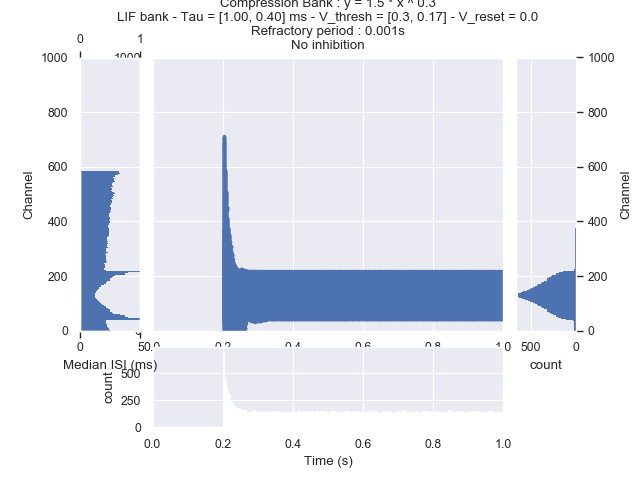 Compression Bank : y = 1.5 * x ^ 0.3
LIF bank - Tau = [1.00, 0.40] ms - V_thresh = [0.3, 0.17] - V_reset = 0.0
Refractory period : 0.001s
No inhibition
0 1
1000
1000 1000
800 800
600 600
400 400
200 200
0 0
Channel
Channel
0 50
0.0 0.2 0.4 0.6 0.8 1.0
500 0
Median ISI (ms)
count
count
500
250
0
0.0 0.2 0.4 0.6 0.8 1.0
Time (s)